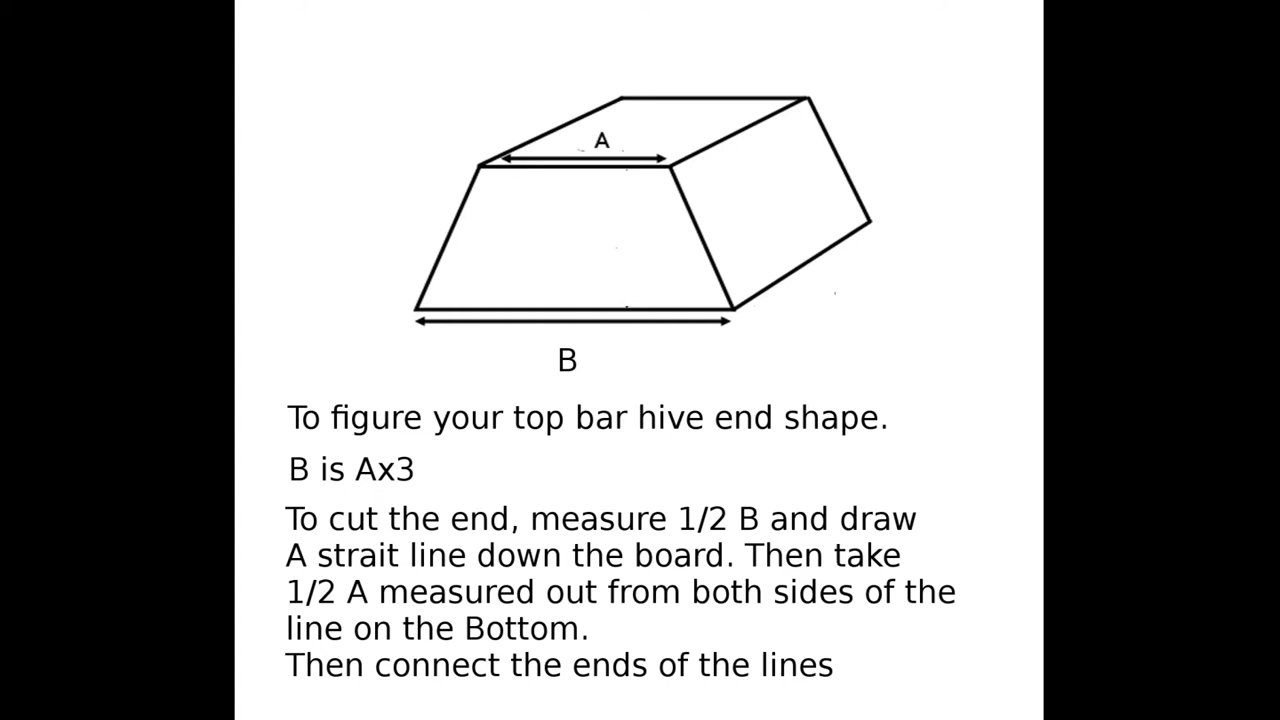 A
B
To figure your top bar hive end shape.
B is Ax3
To cut the end, measure 1/2 B and draw
A strait line down the board. Then take
1/2 A measured out from both sides of the
line on the Bottom.
Then connect the ends of the lines